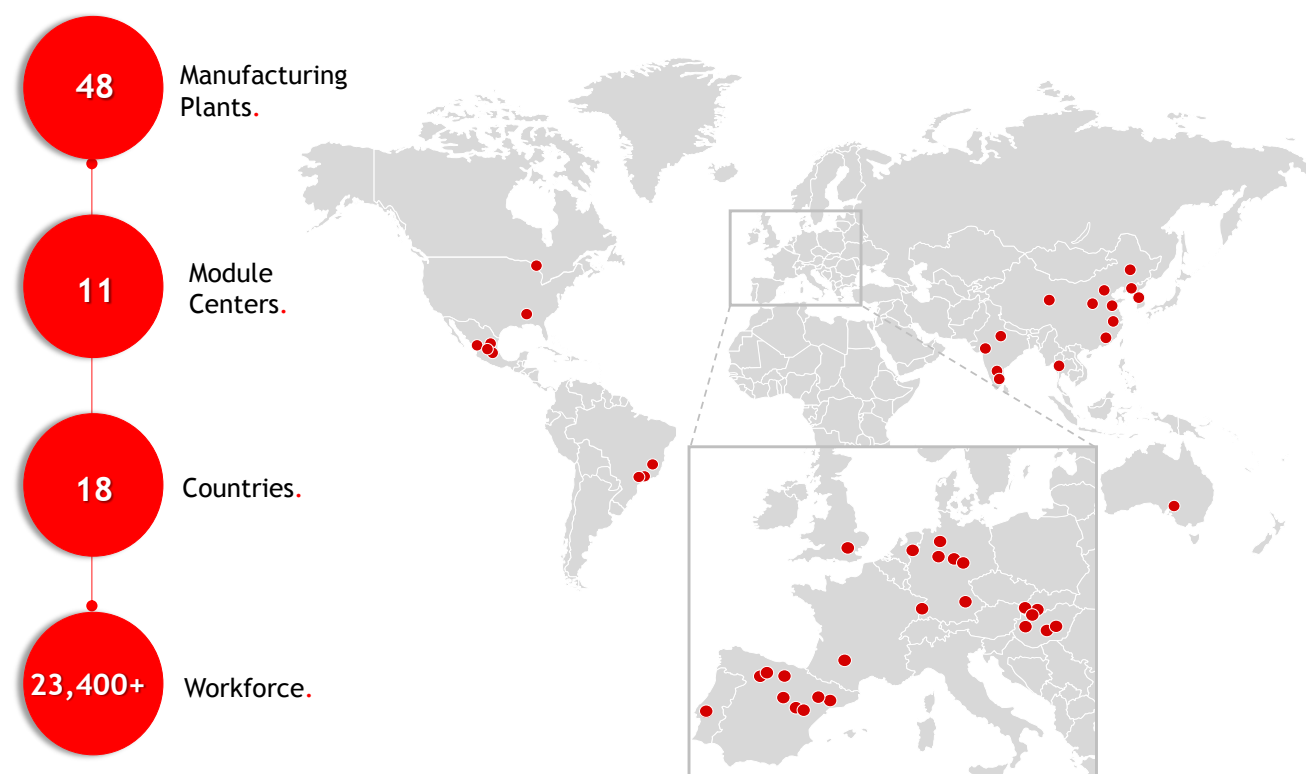 48
Manufacturing
Plants.
11
Module
Centers.
18
Countries.
23,400+
Workforce.